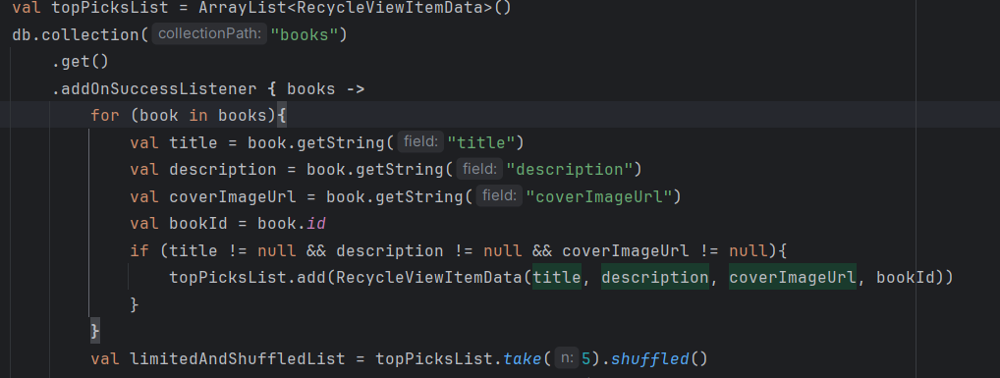 val topPicksList = ArrayList<RecycleViewItemData>()
db.collection( collectionPath: "books")
.get()
.addOnSuccessListener { books ->
for (book in books){
val title = book.getString( field: "title")
val description = book.getString( field: "description")
val coverImageUrl = book.getString( field: "coverImageUrl")
val bookId = book.id
if (title != null && description != null && coverImageUrl != null){
topPicksList.add(RecycleViewItemData(title, description, coverImageUrl, bookId))
}
}
val limitedAndShuffledList = topPicksList.take( n: 5).shuffled()